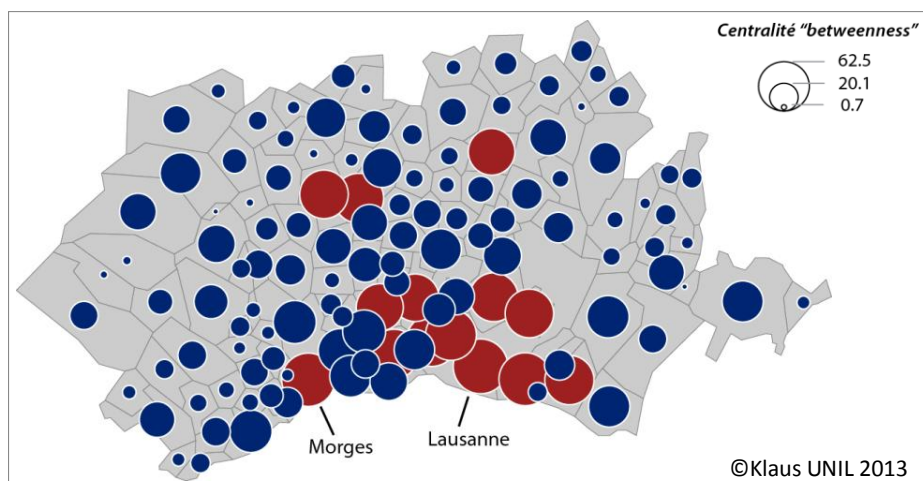 Centralité “betweenness”
62.5
20.1
0.7
Morges
Lausanne
©Klaus UNIL 2013